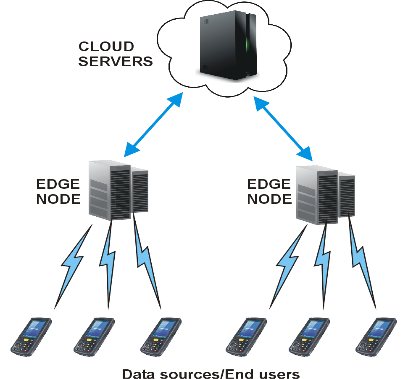 CLOUD
SERVERS
EDGE
NODE
EDGE
NODE
Data sources/End users